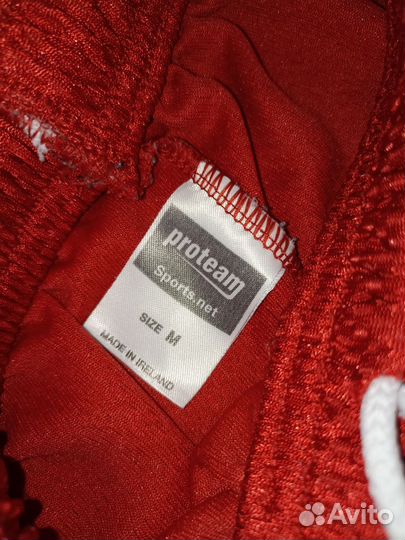 proteam
Sports.net
SIZE M
MADE IN IRELAND
Avito